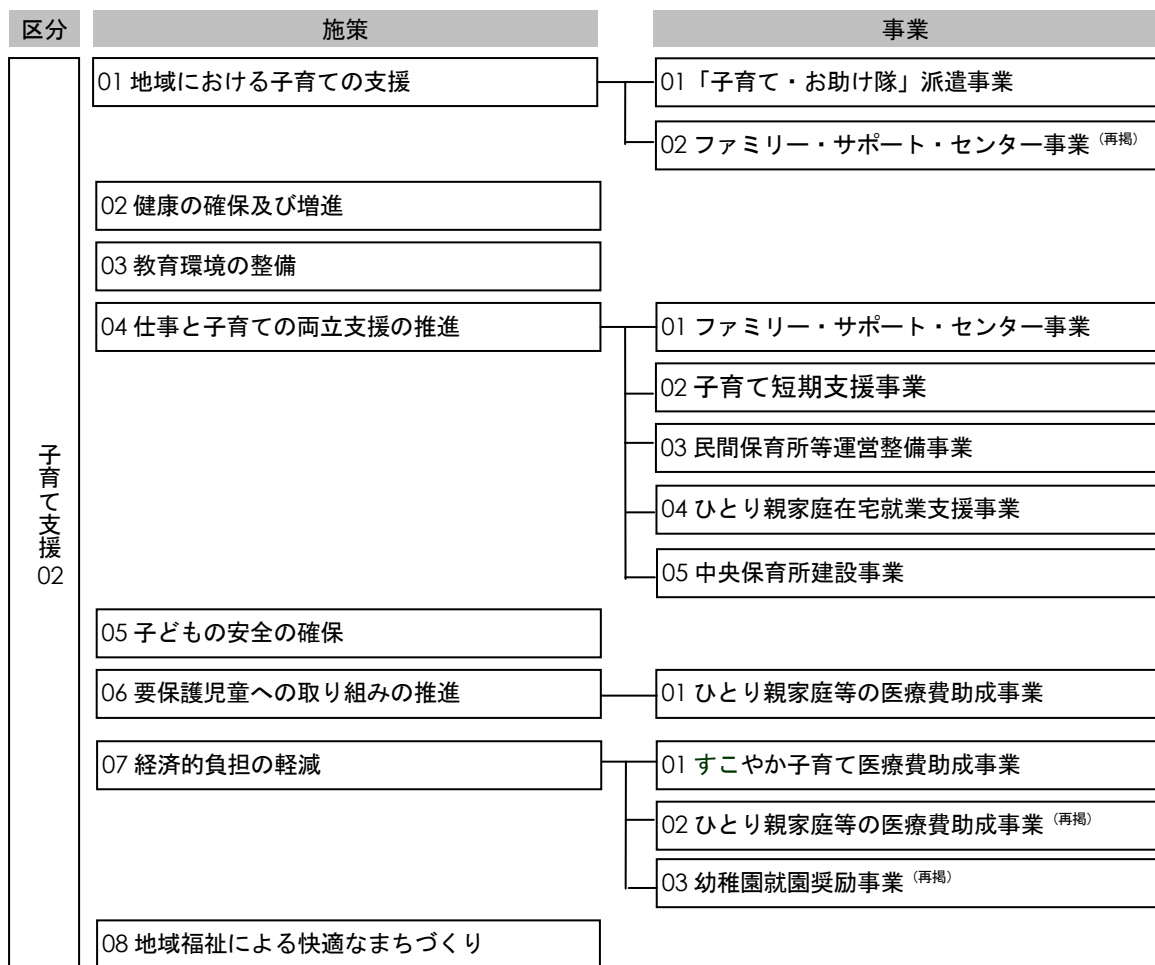 区分 施策 事業
子育て支援02
01 地域における子育ての支援
01「子育て・お助け隊」派遣事業
02 ファミリー・サポート・センター事業(再掲)
02 健康の確保及び増進
03 教育環境の整備
04 仕事と子育ての両立支援の推進
01 ファミリー・サポート・センター事業
02 子育て短期支援事業
03 民間保育所等運営整備事業
04 ひとり親家庭在宅就業支援事業
05 中央保育所建設事業
05 子どもの安全の確保
06 要保護児童への取り組みの推進
01 ひとり親家庭等の医療費助成事業
07 経済的負担の軽減
01 すこやか子育て医療費助成事業
02 ひとり親家庭等の医療費助成事業(再掲)
03 幼稚園就園奨励事業(再掲)
08 地域福祉による快適なまちづくり